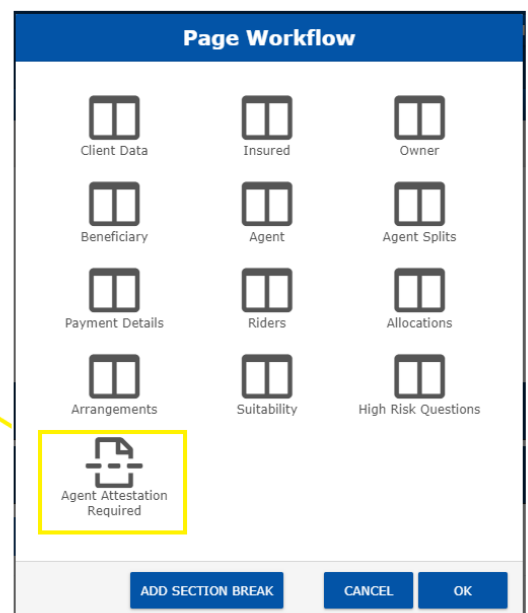 Page Workflow
Client Data
Insured
Owner
Beneficiary
Agent
Agent Splits
Payment Details
Riders
Allocations
Arrangements
Suitability
High Risk Questions
Agent Attestation
Required
ADD SECTION BREAK
CANCEL
OK